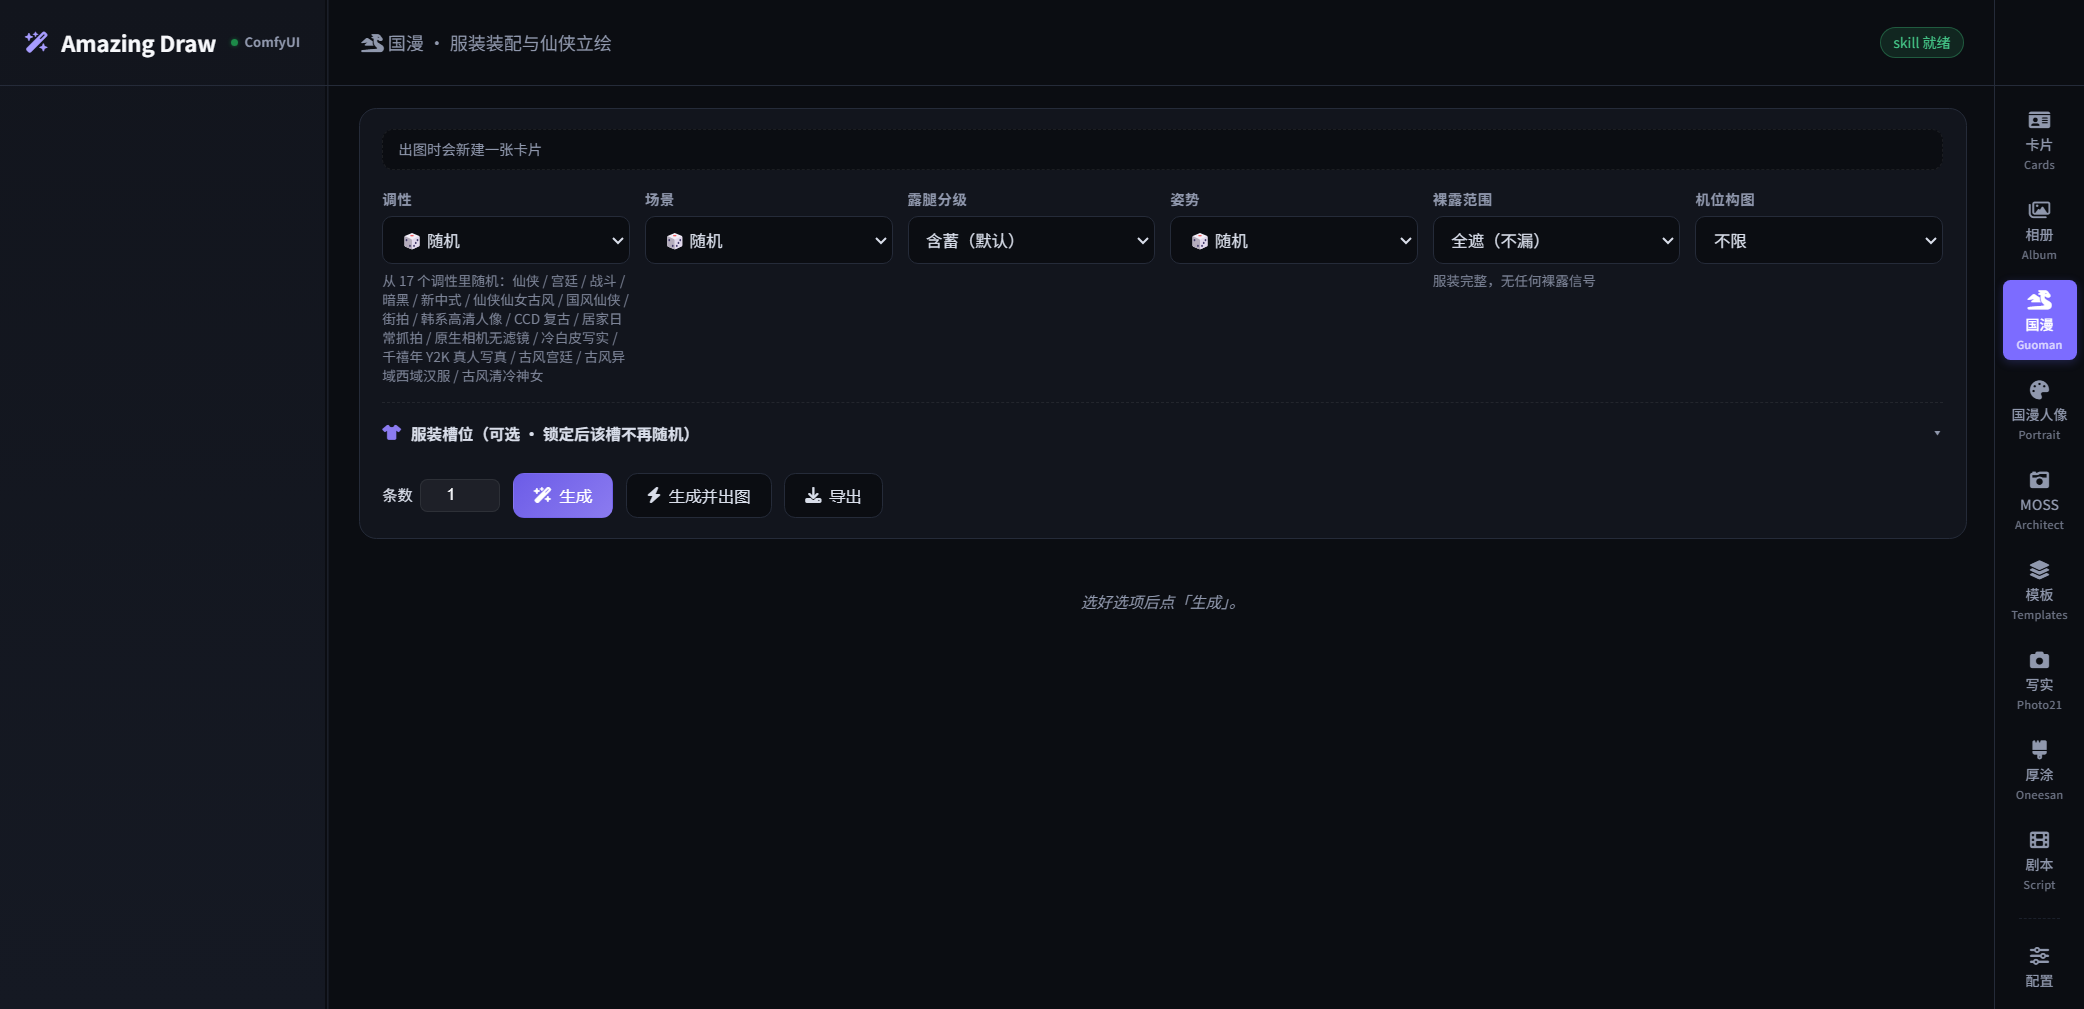 Amazing Draw
ComfyUI
国漫 · 服装装配与仙侠立绘
skill 就绪
出图时会新建一张卡片
调性
随机
从 17 个调性里随机：仙侠 / 宫廷 / 战斗 /
暗黑 / 新中式 / 仙侠仙女古风 / 国风仙侠 /
街拍 / 韩系高清人像 / CCD 复古 / 居家日
常抓拍 / 原生相机无滤镜 / 冷白皮写实 /
千禧年 Y2K 真人写真 / 古风宫廷 / 古风异
域西域汉服 / 古风清冷神女
场景
随机
露腿分级
含蓄（默认）
姿势
随机
裸露范围
全遮（不漏）
服装完整，无任何裸露信号
机位构图
不限
服装槽位（可选 · 锁定后该槽不再随机）
条数
1
生成
生成并出图
导出
选好选项后点「生成」。
卡片
Cards
相册
Album
国漫
Guoman
国漫人像
Portrait
MOSS
Architect
模板
Templates
写实
Photo21
厚涂
Oneesan
剧本
Script
配置